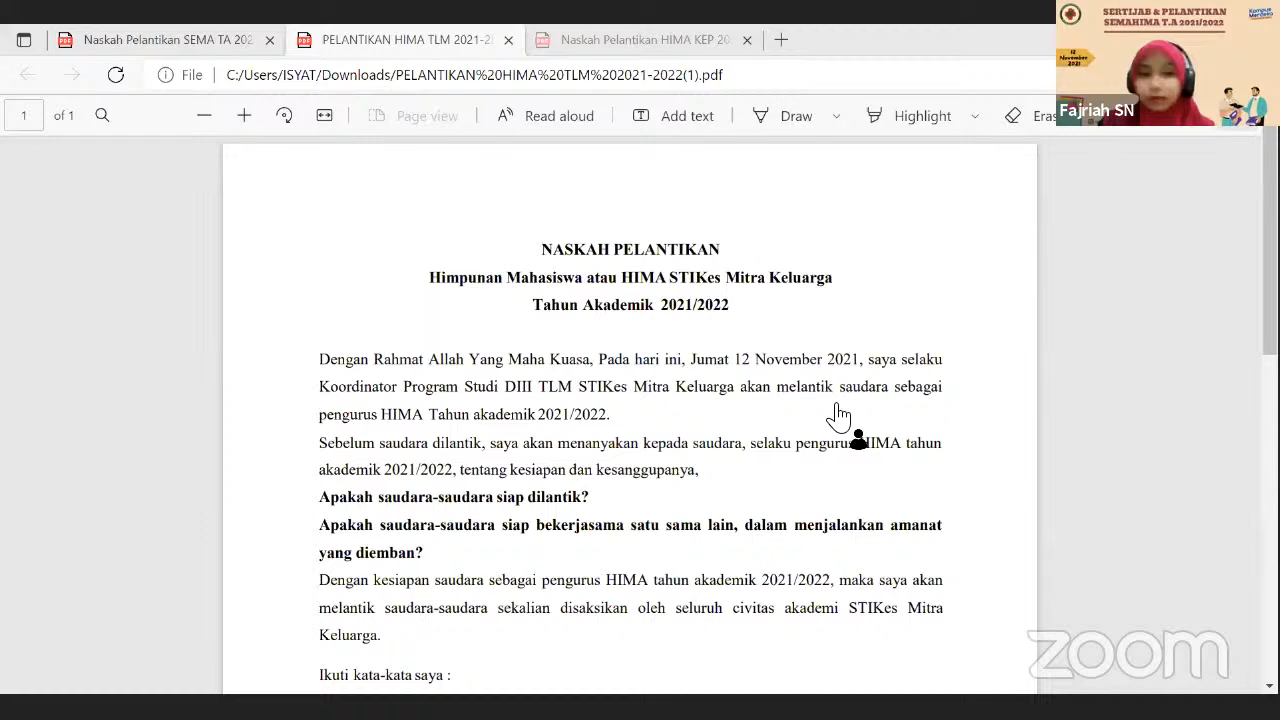 SERTIJAB & PELANTIKAN
SEMAHIMA T.A 2021/2022
Kampus
Merdeka
12
November
2021
Fajriah SN
Naskah Pelantikan SEMA TA 202
PELANTIKAN HIMA TLM 2021-2
Naskah Pelantikan HIMA KEP 20
File
C:/Users/ISYAT/Downloads/PELANTIKAN%20HIMA%20TLM%202021-2022(1).pdf
1 of 1
Page view
Read aloud
Add text
Draw
Highlight
Eras
NASKAH PELANTIKAN
Himpunan Mahasiswa atau HIMA STIKes Mitra Keluarga
Tahun Akademik 2021/2022
Dengan Rahmat Allah Yang Maha Kuasa, Pada hari ini, Jumat 12 November 2021, saya selaku
Koordinator Program Studi DIII TLM STIKes Mitra Keluarga akan melantik saudara sebagai
pengurus HIMA Tahun akademik 2021/2022.
Sebelum saudara dilantik, saya akan menanyakan kepada saudara, selaku pengurus HIMA tahun
akademik 2021/2022, tentang kesiapan dan kesanggupanya,
Apakah saudara-saudara siap dilantik?
Apakah saudara-saudara siap bekerjasama satu sama lain, dalam menjalankan amanat
yang diemban?
Dengan kesiapan saudara sebagai pengurus HIMA tahun akademik 2021/2022, maka saya akan
melantik saudara-saudara sekalian disaksikan oleh seluruh civitas akademi STIKes Mitra
Keluarga.
Ikuti kata-kata saya :
zoom